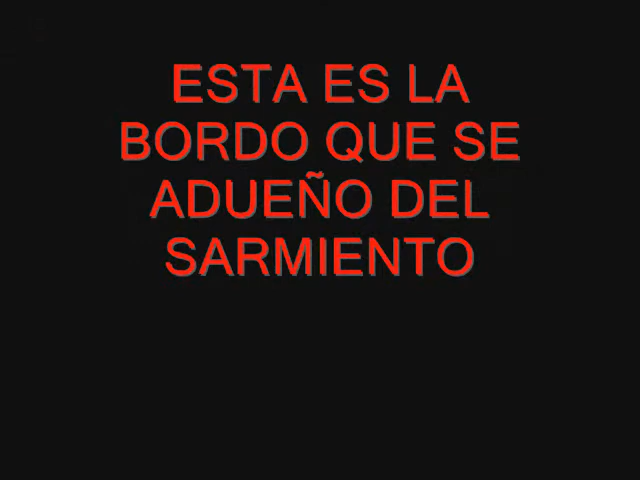 ESTA ES LA
BORDO QUE SE
ADUEÑO DEL
SARMIENTO